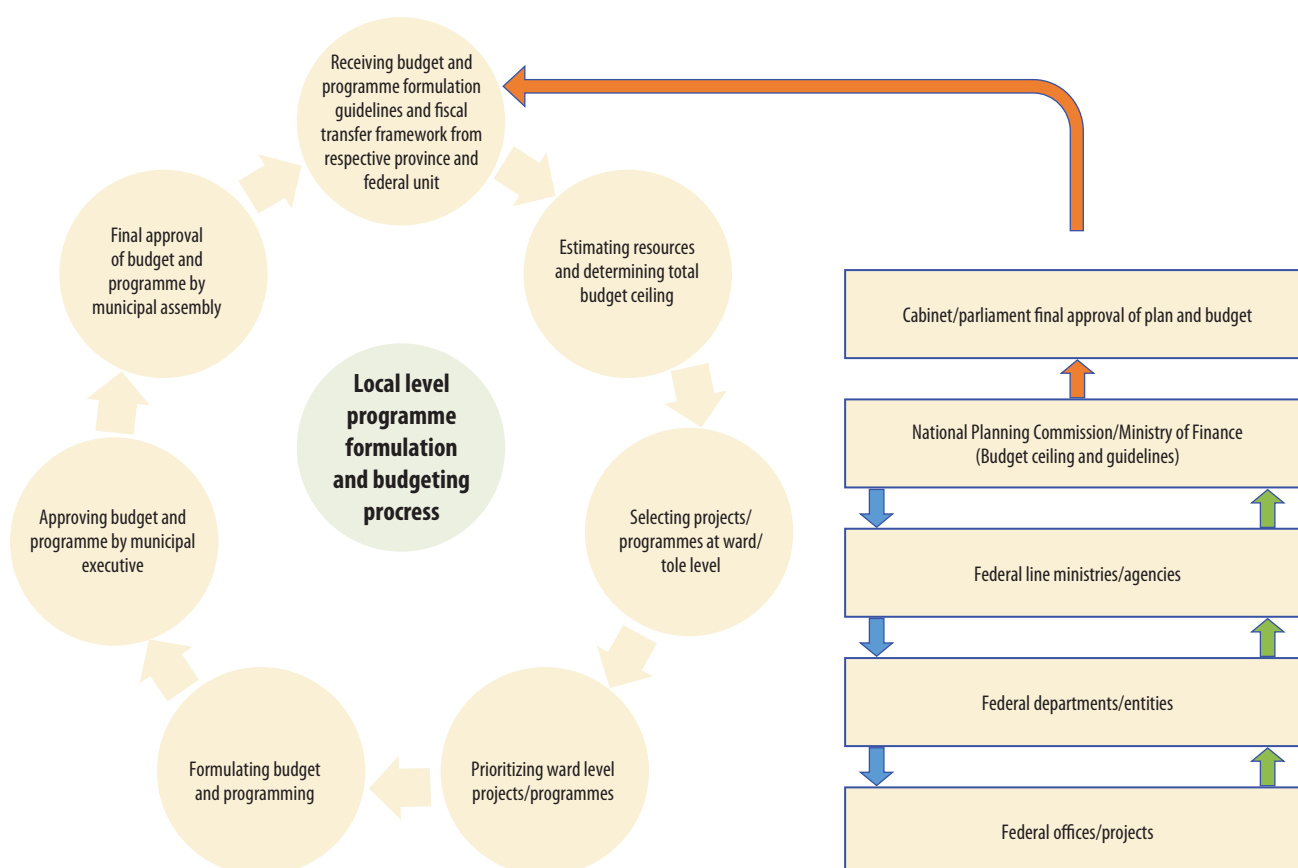 Receiving budget and
programme formulation
guidelines and fiscal
transfer framework from
respective province and
federal unit
Estimating resources
and determining total
budget ceiling
Selecting projects/
programmes at ward/
tole level
Prioritizing ward level
projects/programmes
Formulating budget
and programming
Approving budget and
programme by municipal
executive
Final approval
of budget and
programme by
municipal assembly
Local level
programme
formulation
and budgeting
procress
Cabinet/parliament final approval of plan and budget
National Planning Commission/Ministry of Finance
(Budget ceiling and guidelines)
Federal line ministries/agencies
Federal departments/entities
Federal offices/projects